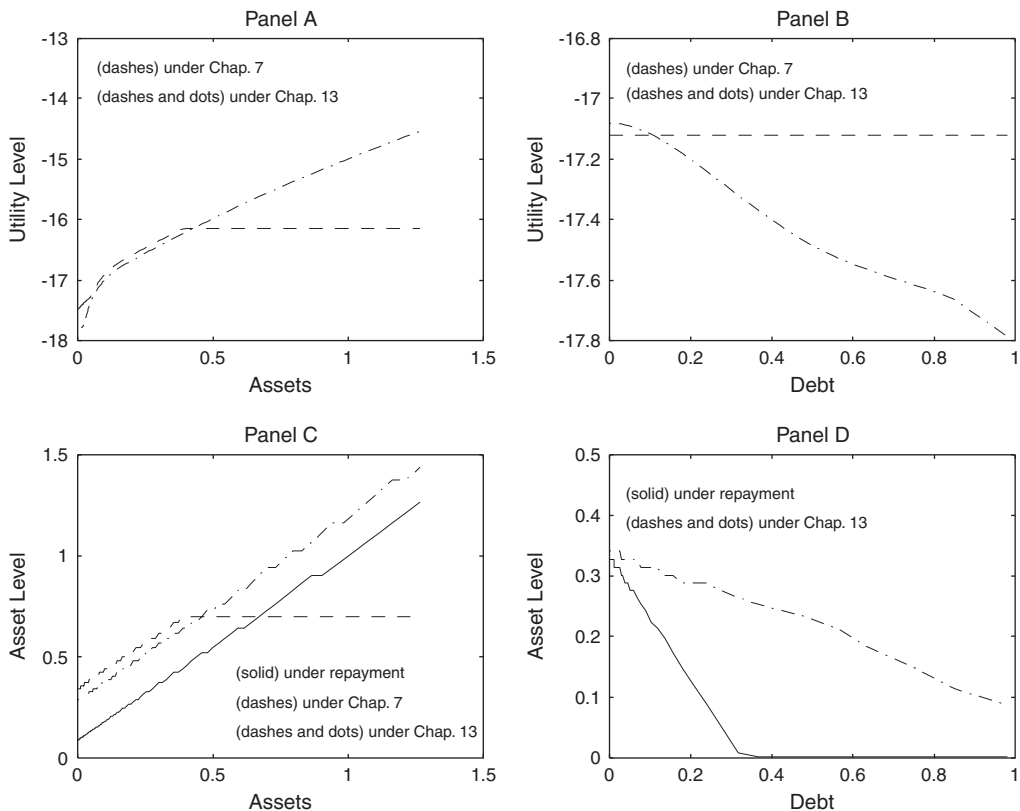 Panel A
-13
-14
-15
-16
-17
-18
Utility Level
(dashes) under Chap. 7
(dashes and dots) under Chap. 13
0
0.5
1
1.5
Assets
Panel B
-16.8
-17
-17.2
-17.4
-17.6
-17.8
Utility Level
(dashes) under Chap. 7
(dashes and dots) under Chap. 13
0
0.2
0.4
0.6
0.8
1
Debt
Panel C
1.5
1
0.5
0
Asset Level
(solid) under repayment
(dashes) under Chap. 7
(dashes and dots) under Chap. 13
0
0.5
1
1.5
Assets
Panel D
0.5
0.4
0.3
0.2
0.1
0
Asset Level
(solid) under repayment
(dashes and dots) under Chap. 13
0
0.2
0.4
0.6
0.8
1
Debt